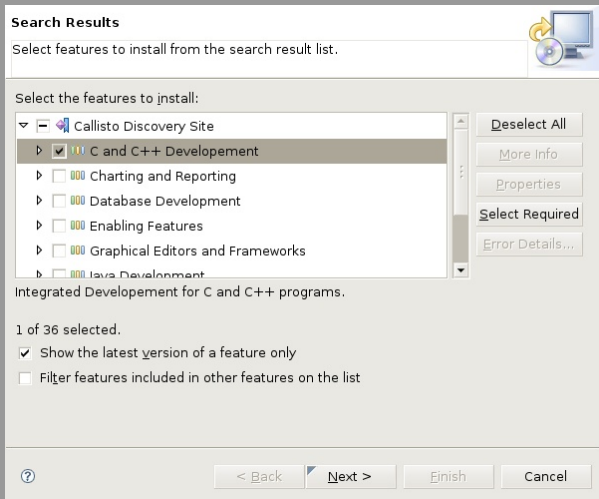 Search Results
Select features to install from the search result list.
Select the features to install:
Callisto Discovery Site
C and C++ Developement
Charting and Reporting
Database Development
Enabling Features
Graphical Editors and Frameworks
Java Development
Deselect All
More Info
Properties
Select Required
Error Details...
Integrated Developement for C and C++ programs.
1 of 36 selected.
Show the latest version of a feature only
Filter features included in other features on the list
?
< Back
Next >
Finish
Cancel